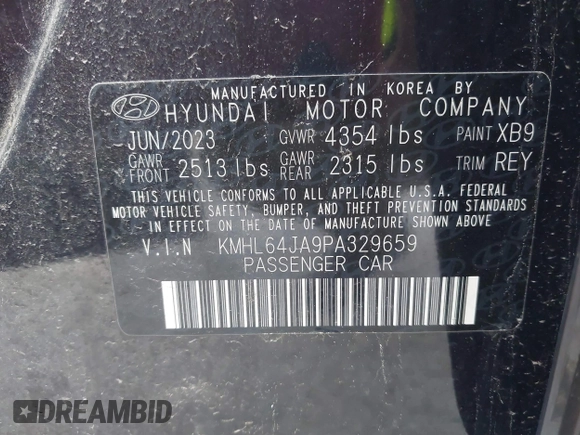 MANUFACTURED IN KOREA BY
HYUNDAI MOTOR COMPANY
JUN/2023 GVWR 4354 lbs PAINT XB9
GAWR FRONT 2513 lbs GAWR REAR 2315 lbs TRIM REY
THIS VEHICLE CONFORMS TO ALL APPLICABLE U.S.A. FEDERAL
MOTOR VEHICLE SAFETY, BUMPER, AND THEFT PREVENTION STANDARDS
IN EFFECT ON THE DATE OF MANUFACTURE SHOWN ABOVE.
V.I.N KMHL64JA9PA329659
PASSENGER CAR
DREAMBID